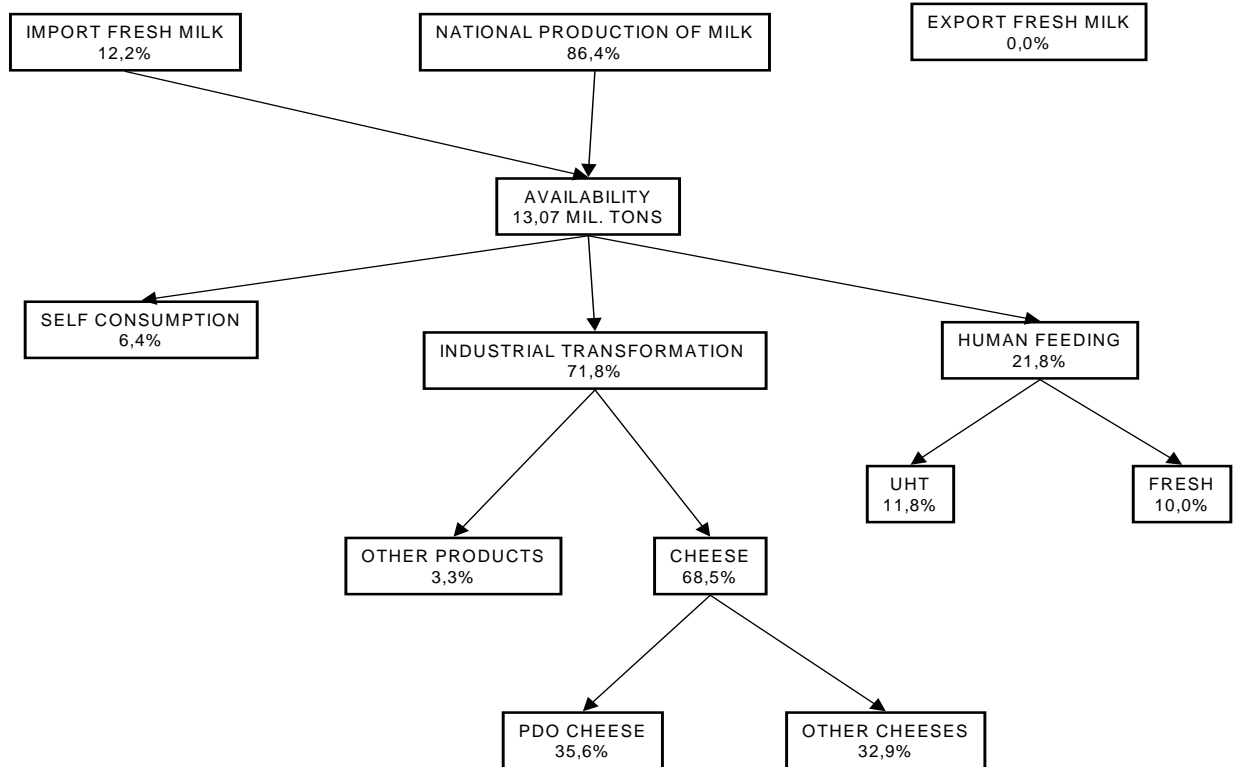 IMPORT FRESH MILK
12,2%
NATIONAL PRODUCTION OF MILK
86,4%
EXPORT FRESH MILK
0,0%
AVAILABILITY
13,07 MIL. TONS
SELF CONSUMPTION
6,4%
INDUSTRIAL TRANSFORMATION
71,8%
HUMAN FEEDING
21,8%
UHT
11,8%
FRESH
10,0%
OTHER PRODUCTS
3,3%
CHEESE
68,5%
PDO CHEESE
35,6%
OTHER CHEESES
32,9%